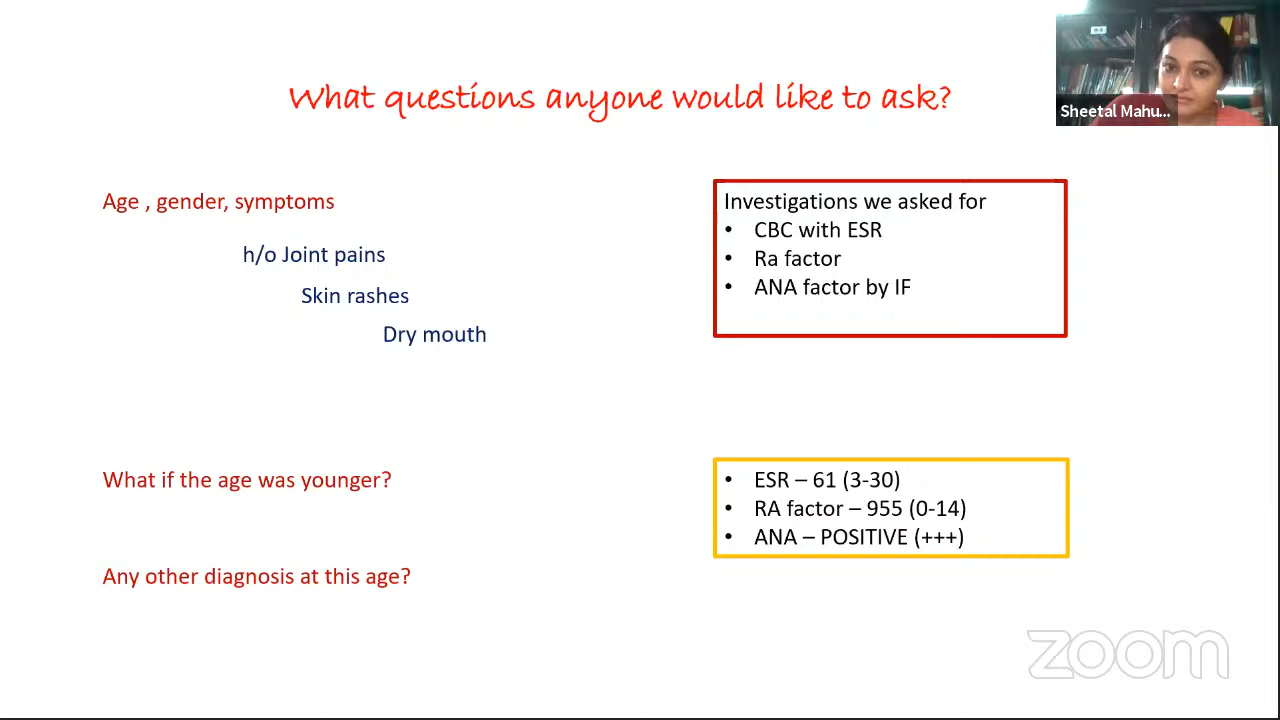 What questions anyone would like to ask?
Sheetal Mahu...
Age , gender, symptoms
h/o Joint pains
Skin rashes
Dry mouth
Investigations we asked for
• CBC with ESR
• Ra factor
• ANA factor by IF
What if the age was younger?
Any other diagnosis at this age?
• ESR – 61 (3-30)
• RA factor – 955 (0-14)
• ANA – POSITIVE (+++)
zoom